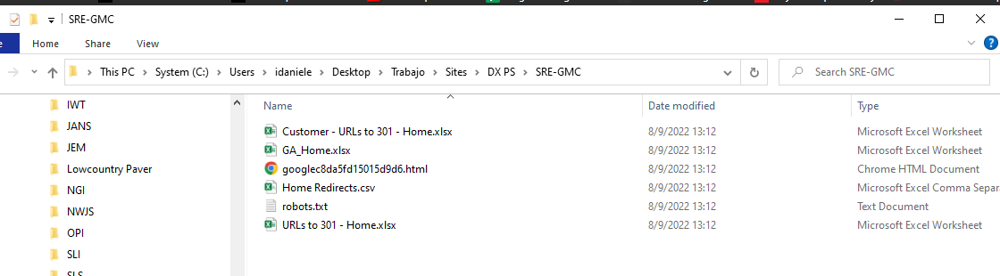 SRE-GMC
Home Share View
This PC System (C:) Users idaniele Desktop Trabajo Sites DX PS SRE-GMC Search SRE-GMC
IWT
JANS
JEM
Lowcountry Paver
NGI
NWJS
OPI
SLI
SLS
Name Date modified Type
Customer - URLs to 301 - Home.xlsx 8/9/2022 13:12 Microsoft Excel Worksheet
GA_Home.xlsx 8/9/2022 13:12 Microsoft Excel Worksheet
googlec8da5fd15015d9d6.html 8/9/2022 13:12 Chrome HTML Document
Home Redirects.csv 8/9/2022 13:12 Microsoft Excel Comma Separ
robots.txt 8/9/2022 13:12 Text Document
URLs to 301 - Home.xlsx 8/9/2022 13:12 Microsoft Excel Worksheet